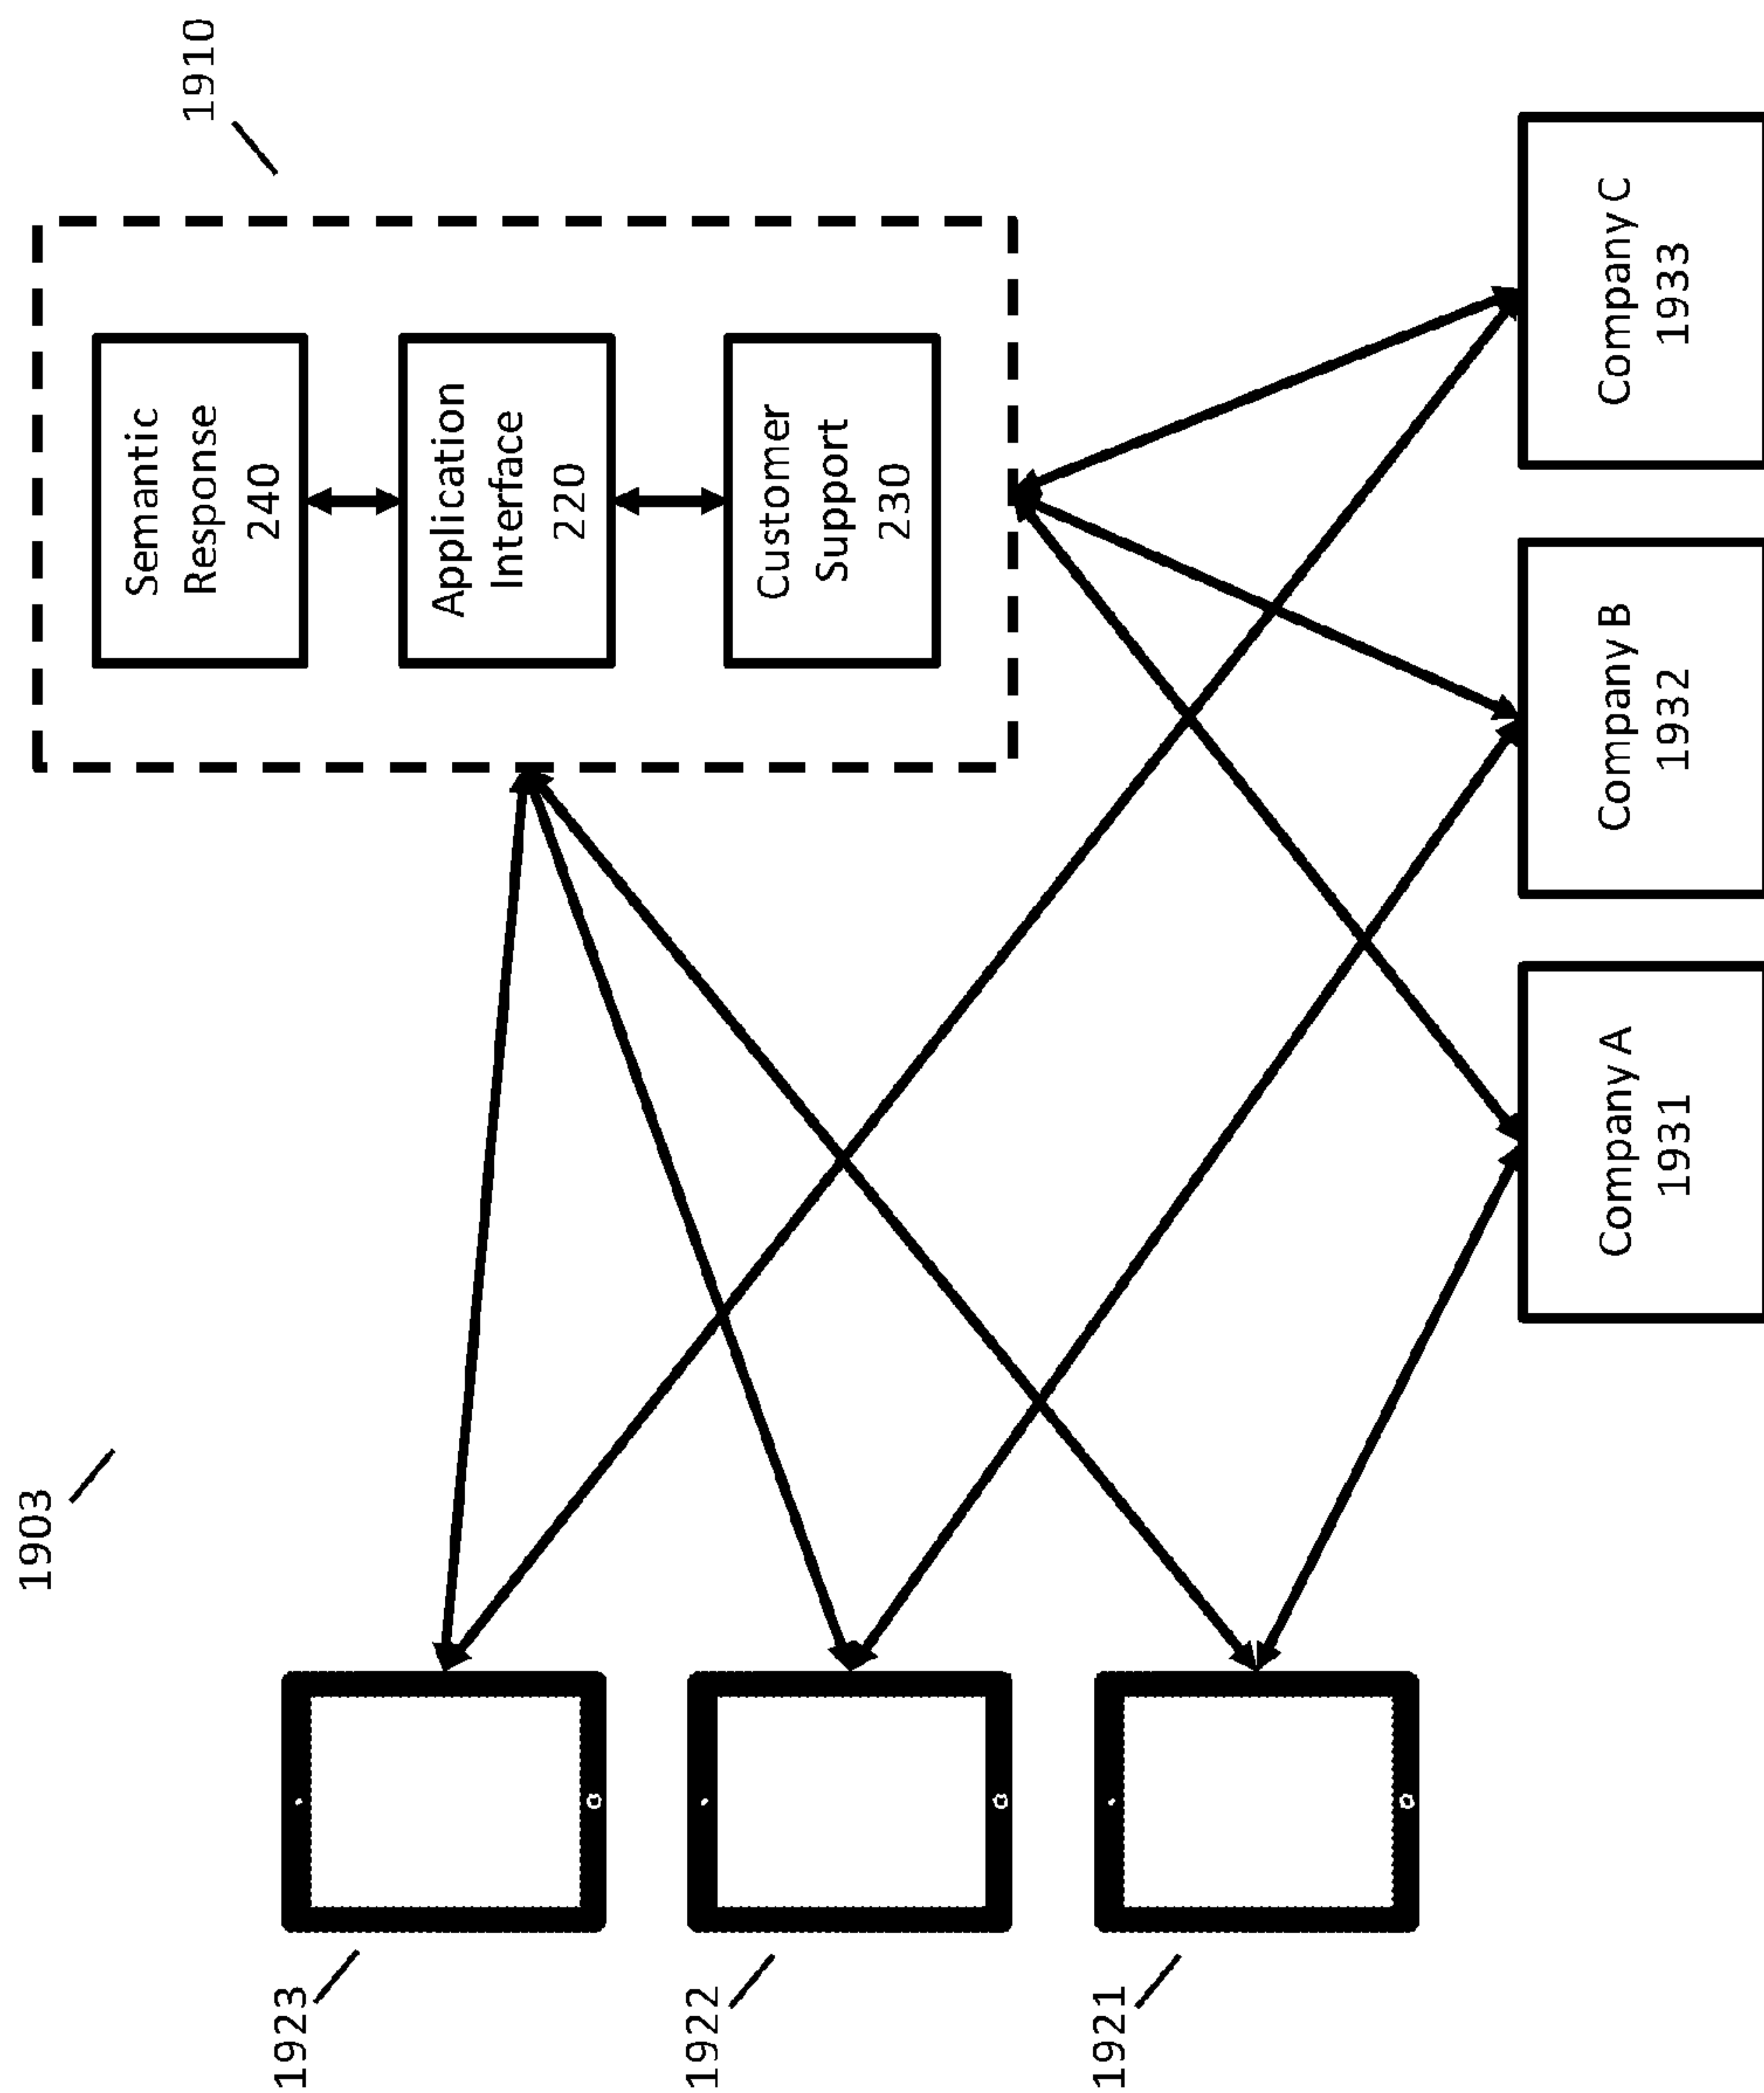 1903
1910
Semantic
Response
240
Application
Interface
220
Customer
Support
230
1923
1922
1921
Company A
1931
Company B
1932
Company C
1933